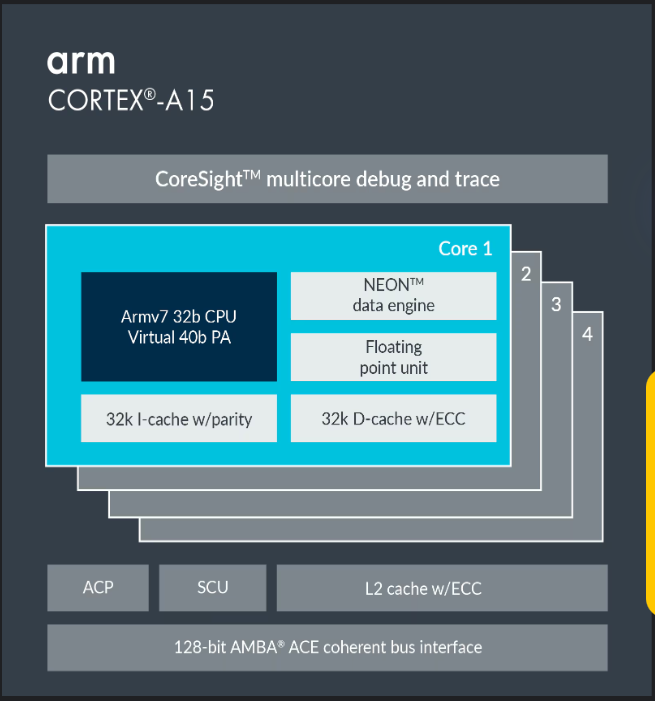 arm
CORTEX®-A15
CoreSight™ multicore debug and trace
Core 1
2
3
4
Armv7 32b CPU
Virtual 40b PA
NEON™
data engine
Floating
point unit
32k I-cache w/parity
32k D-cache w/ECC
ACP
SCU
L2 cache w/ECC
128-bit AMBA® ACE coherent bus interface